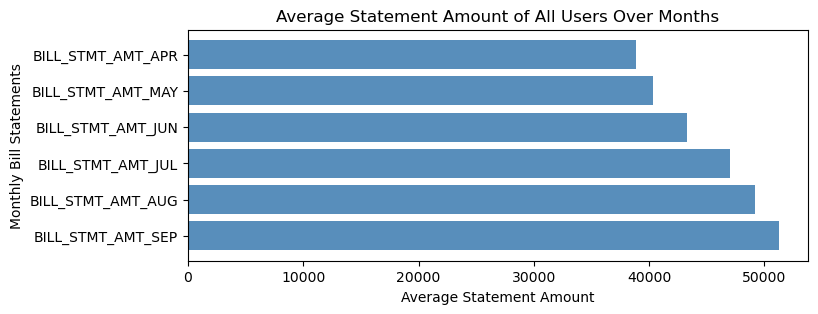 Average Statement Amount of All Users Over Months
Monthly Bill Statements
BILL_STMT_AMT_APR
BILL_STMT_AMT_MAY
BILL_STMT_AMT_JUN
BILL_STMT_AMT_JUL
BILL_STMT_AMT_AUG
BILL_STMT_AMT_SEP
0 10000 20000 30000 40000 50000
Average Statement Amount